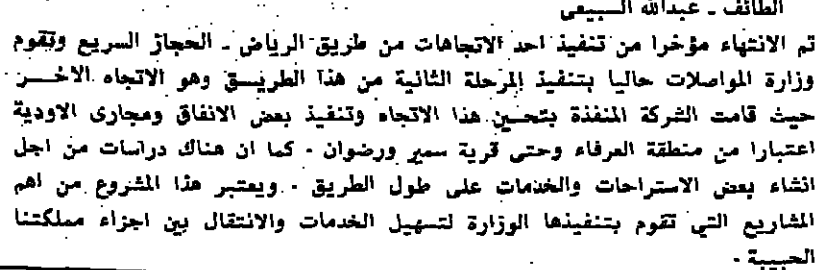 الطائف ـ عبدالله السبيعي
تم الانتهاء مؤخرا من تنفيذ احد الاتجاهات من طريق الرياض ـ الحجاز السريع وتقوم
وزارة المواصلات حاليا بتنفيذ المرحلة الثانية من هذا الطريق وهو الاتجاه الاخر
حيث قامت الشركة المنفذة بتحسين هذا الاتجاه وتنفيذ بعض الانفاق ومجارى الاودية
اعتبارا من منطقة العرفاء وحتى قرية سمير ورضوان ٠ كما ان هناك دراسات من اجل
انشاء بعض الاستراحات والخدمات على طول الطريق ٠ ويعتبر هذا المشروع من اهم
المشاريع التي تقوم بتنفيذها الوزارة لتسهيل الخدمات والانتقال بين اجزاء مملكتنا
الحبيبة ٠